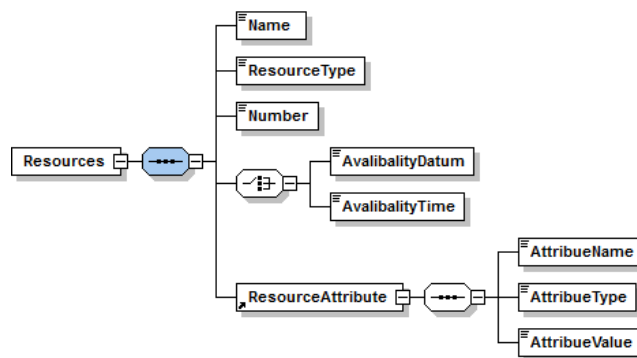 Name
ResourceType
Number
Resources
AvalibalityDatum
AvalibalityTime
ResourceAttribute
AttribueName
AttribueType
AttribueValue